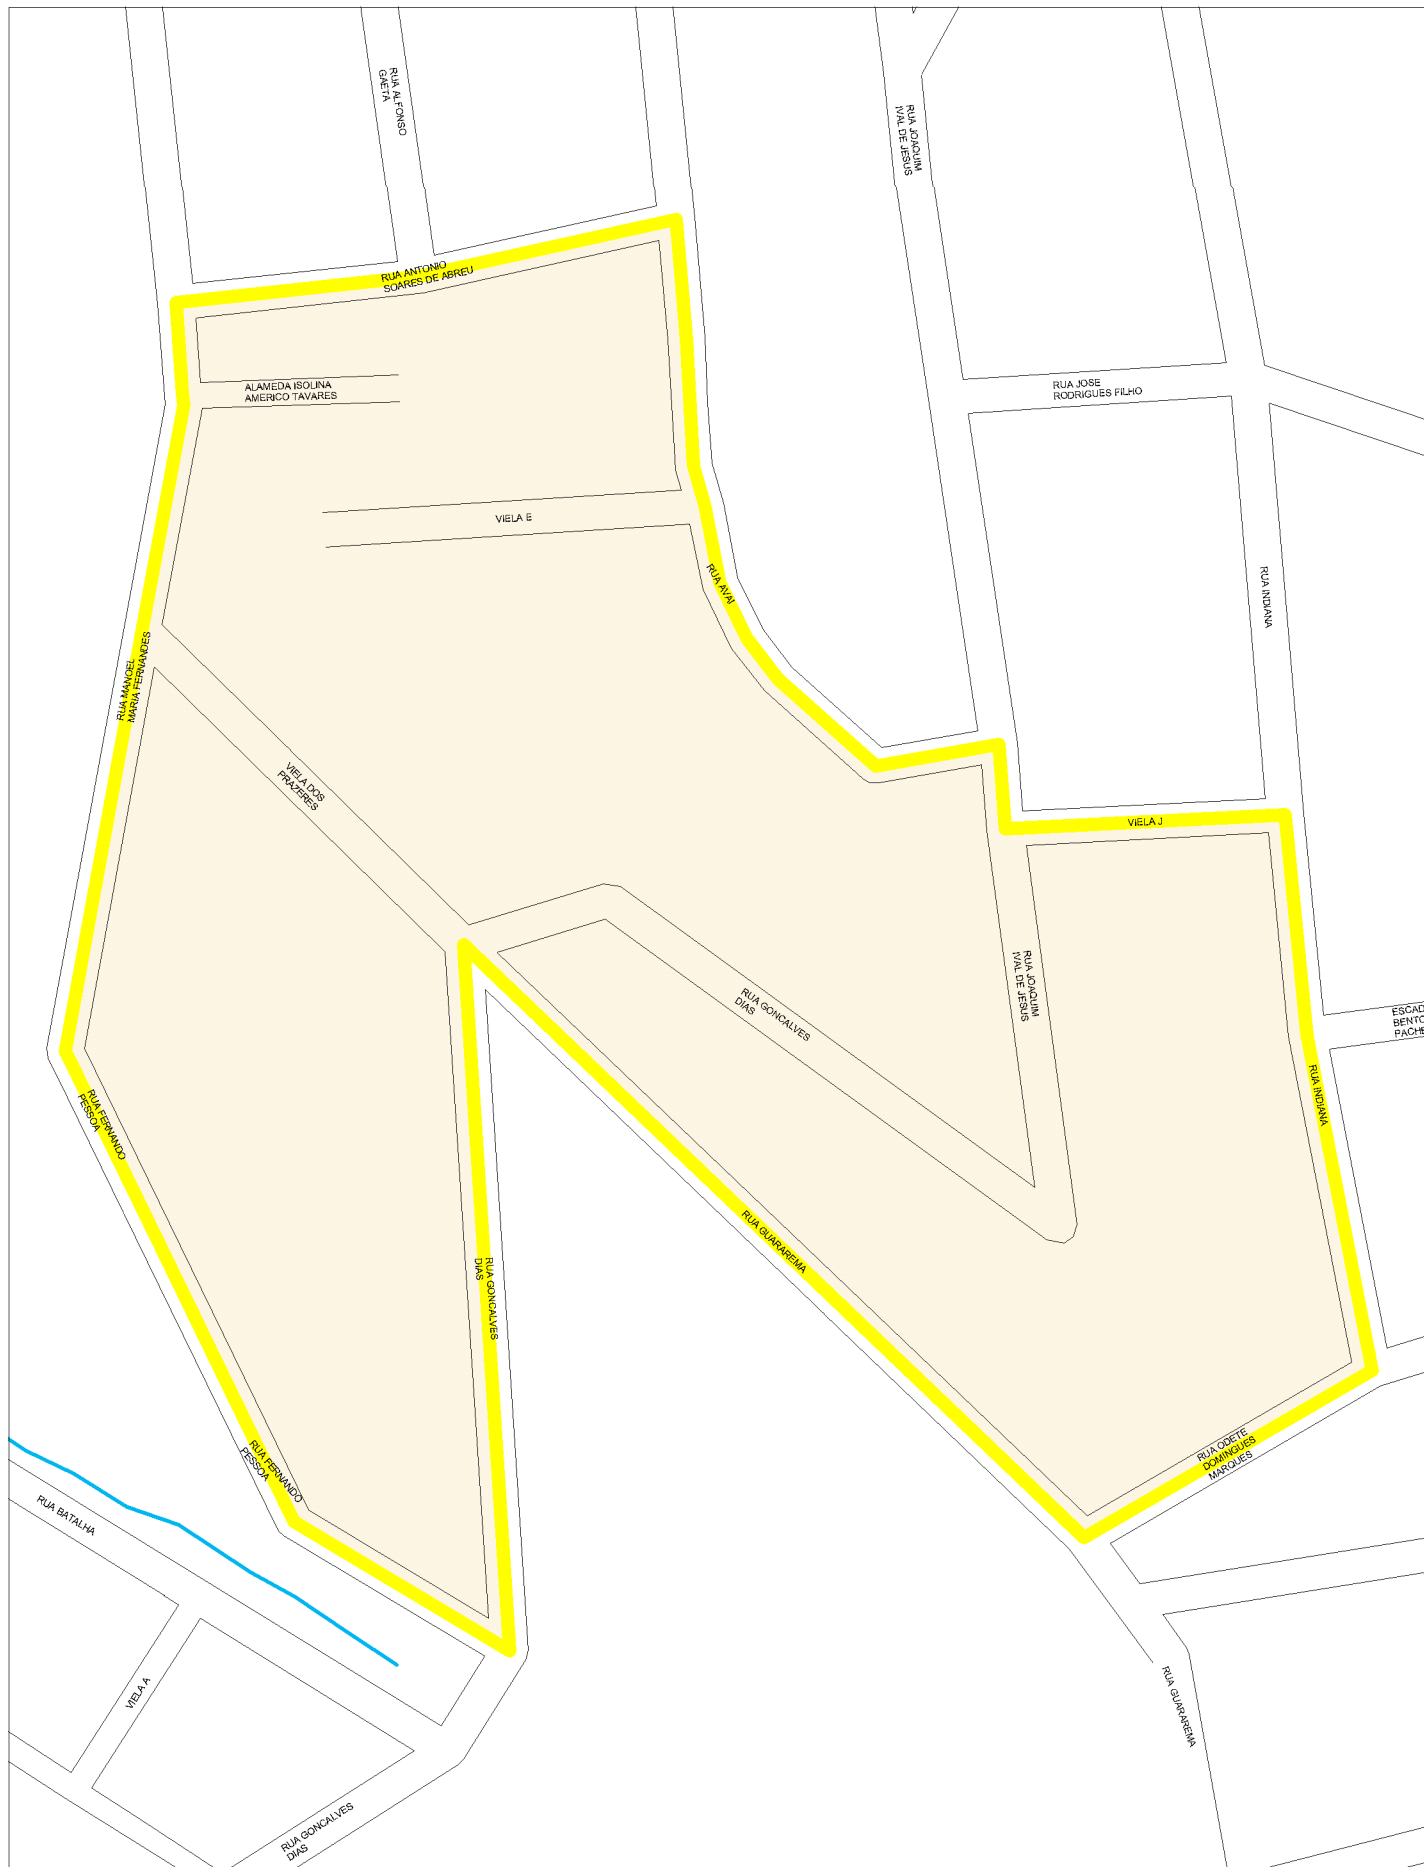 RUA ALFONSO
GAETA
RUA JOAQUIM
IVAL DE JESUS
RUA ANTONIO
SOARES DE ABREU
ALAMEDA ISOLINA
AMERICO TAVARES
RUA JOSE
RODRIGUES FILHO
VIELA E
RUA AVAI
RUA INDIANA
RUA MANOEL
MARIA FERNANDES
VIELA DOS
PRAZERES
VIELA J
RUA GONCALVES
DIAS
RUA JOAQUIM
IVAL DE JESUS
ESCAD
BENTO
PACHE
RUA INDIANA
RUA FERNANDO
PESSOA
RUA GUARAREMA
RUA GONCALVES
DIAS
RUA ODETE
DOMINGUES
MARQUES
RUA FERNANDO
PESSOA
RUA BATALHA
VIELA A
RUA GUARAREMA
RUA GONCALVES
DIAS